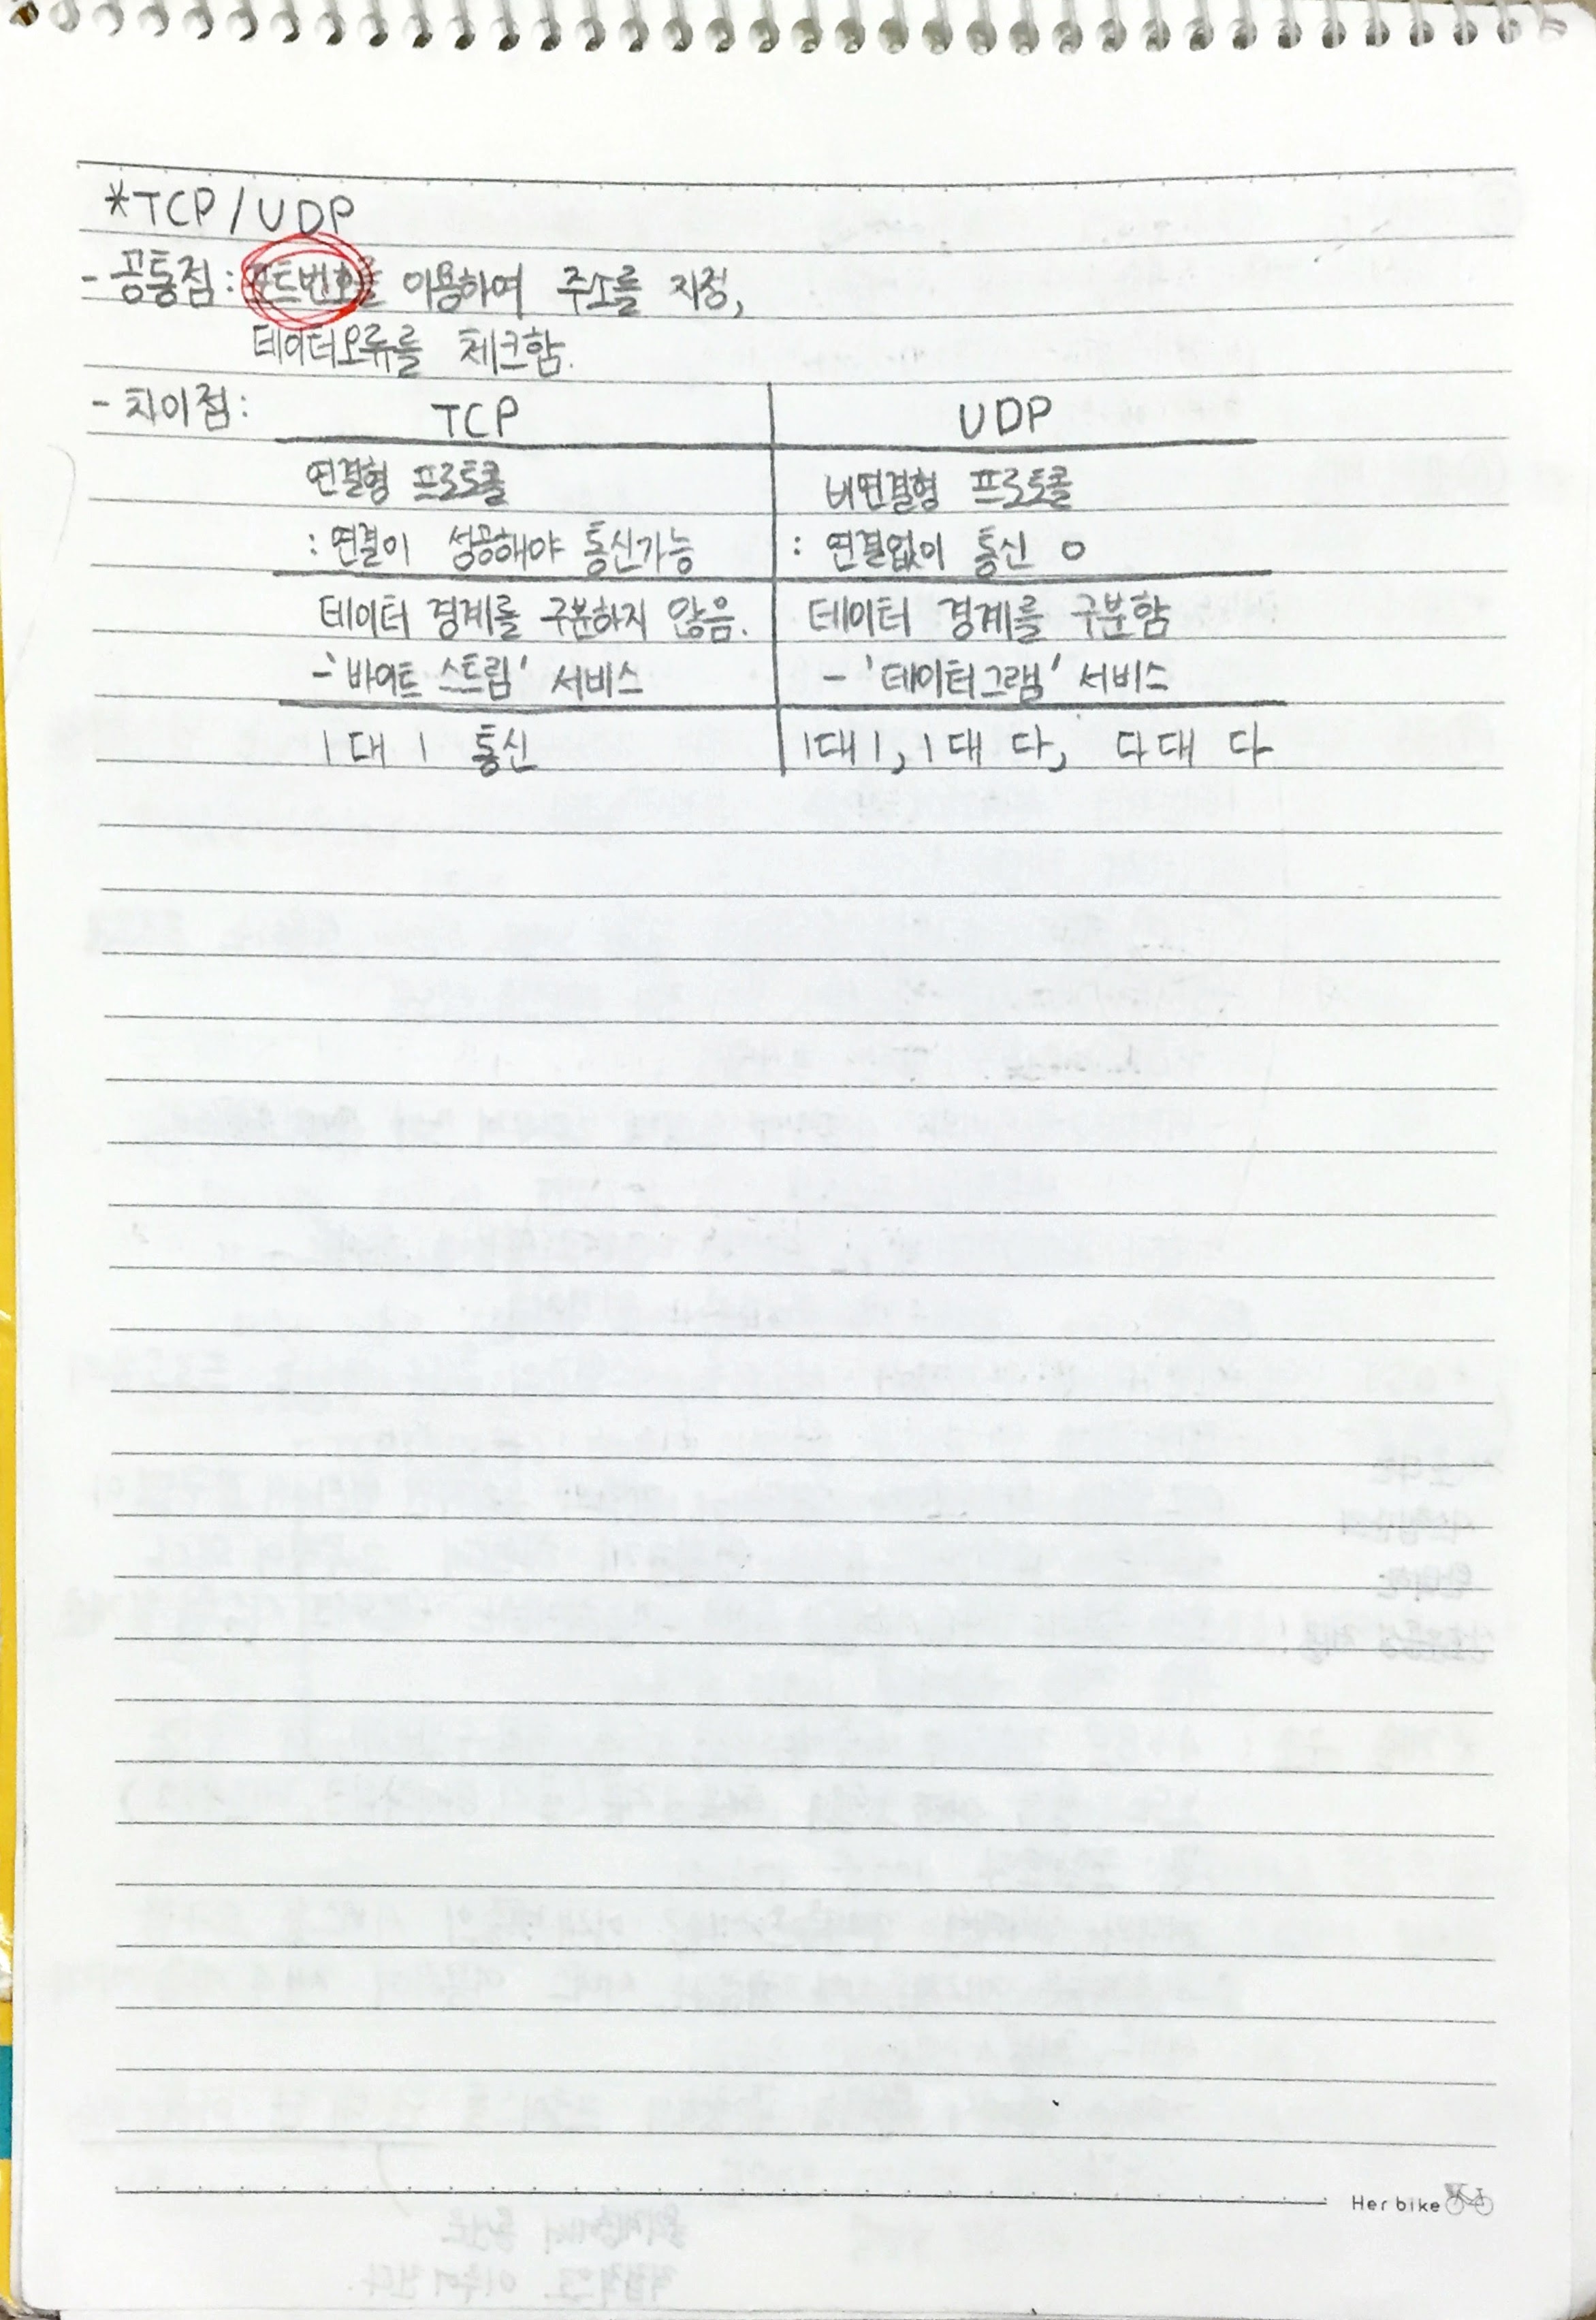 *TCP/UDP
- 공통점 : 포트번호를 이용하여 주소를 지정,
데이터오류를 체크함.
- 차이점 : TCP UDP
연결형 프로토콜 비연결형 프로토콜
: 연결이 성공해야 통신가능 : 연결없이 통신 O
데이터 경계를 구분하지 않음. 데이터 경계를 구분함
- '바이트 스트림' 서비스 - '데이터그램' 서비스
1 대 1 통신 1대1, 1대 다, 다대 다
Her bike